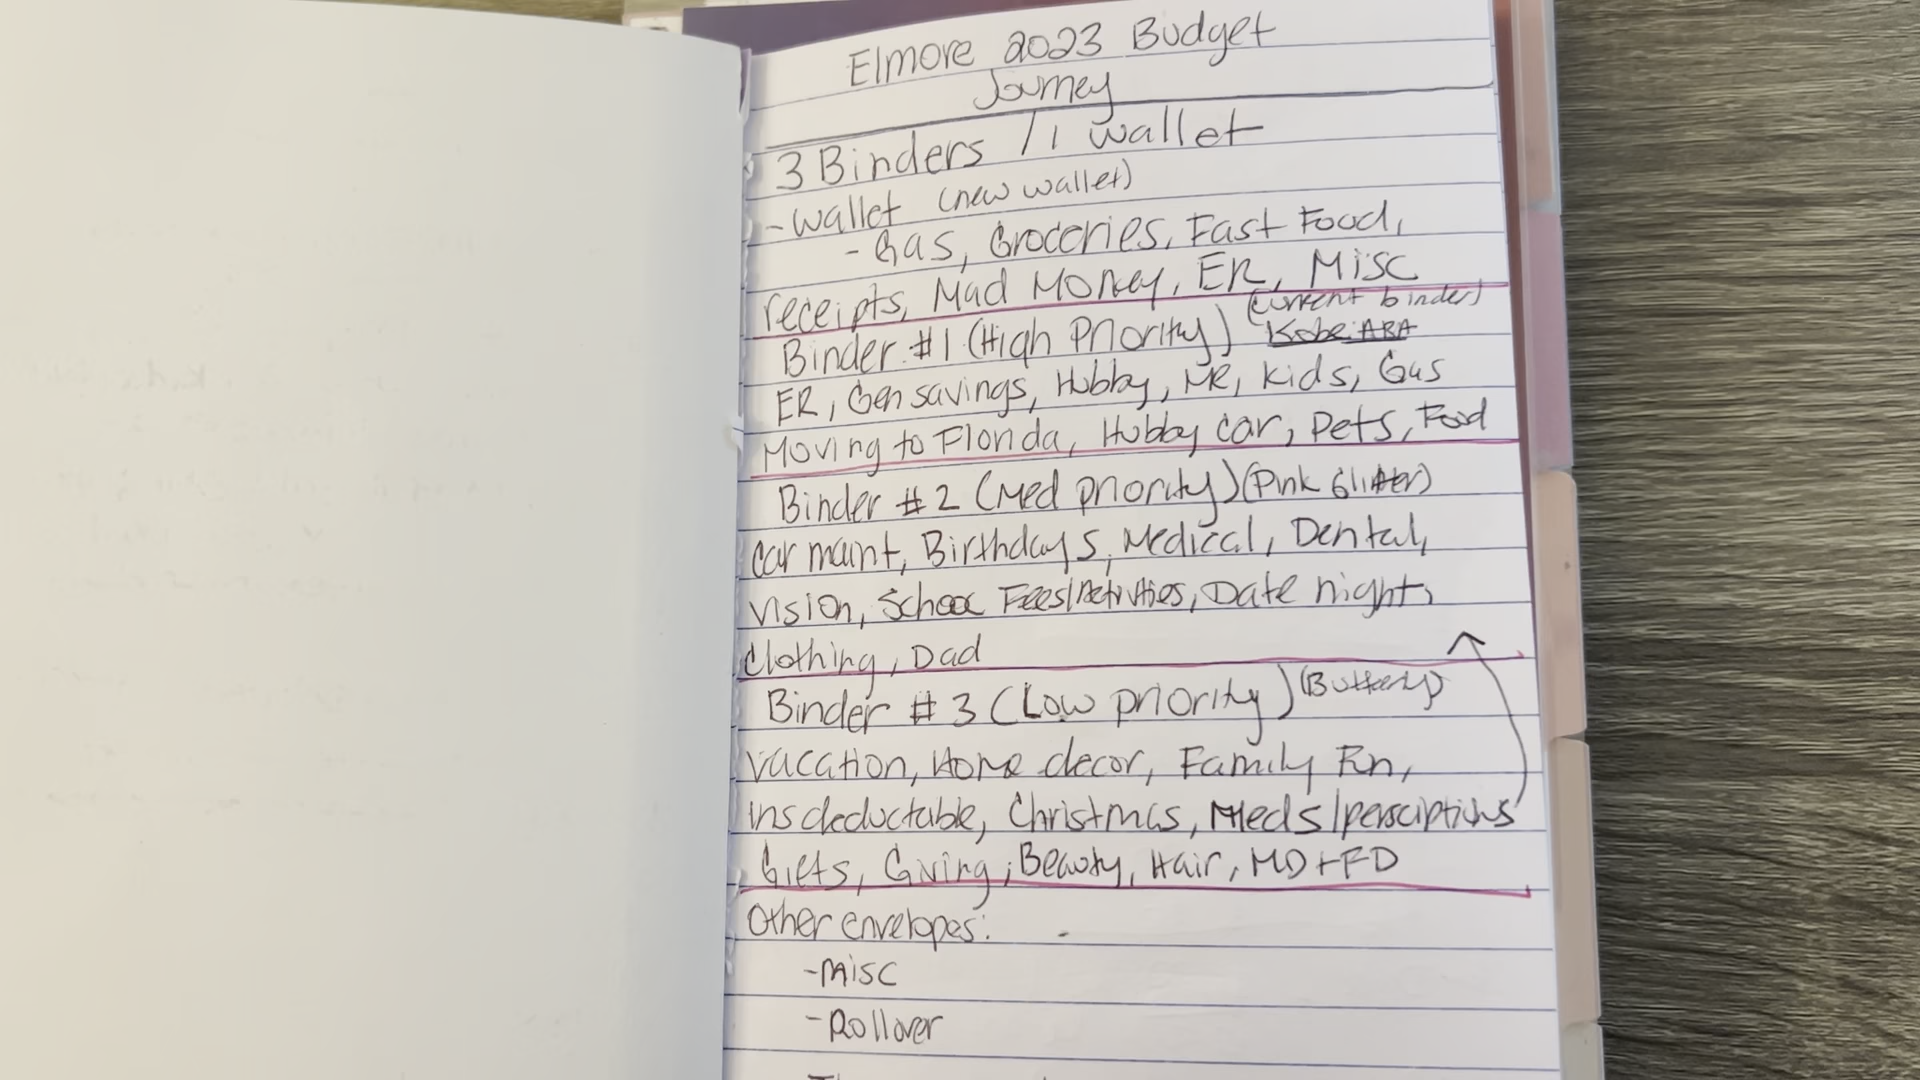 Elmore 2023 Budget
Journey
3 Binders / 1 wallet
- wallet (new wallet)
- Gas, Groceries, Fast Food,
receipts, Mad Money, ER, Misc
Binder #1 (High Priority) (current binder)
Kobe ABA
ER, Gen savings, Hubby, MR, kids, Gas
Moving to Florida, Hubby car, Pets, Food
Binder #2 (Med priority) (Pink Glitter)
car maint, Birthdays, Medical, Dental,
vision, School Fees/Activities, Date night,
Clothing, Dad
Binder #3 (Low priority) (Butterfly)
vacation, Home decor, Family Fun,
ins deductable, Christmas, Meds/persciptions
Gifts, Giving, Beauty, Hair, MD+FD
Other envelopes:
- misc
- Rollover